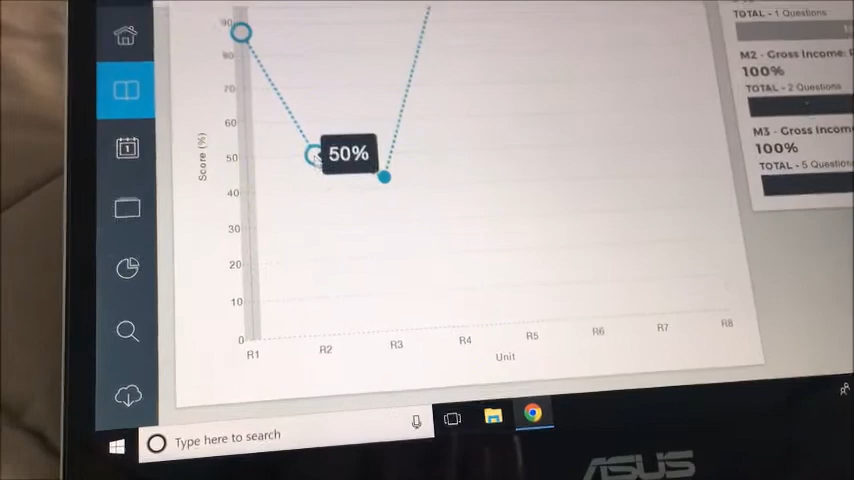 TOTAL - 1 Questions
M2 - Gross Income:
100%
TOTAL - 2 Questions
M3 - Gross Income
100%
TOTAL - 5 Questions
Score (%)
90
80
70
60
50
40
30
20
10
0
50%
R1
R2
R3
R4
R5
R6
R7
R8
Unit
1
Type here to search
ASUS